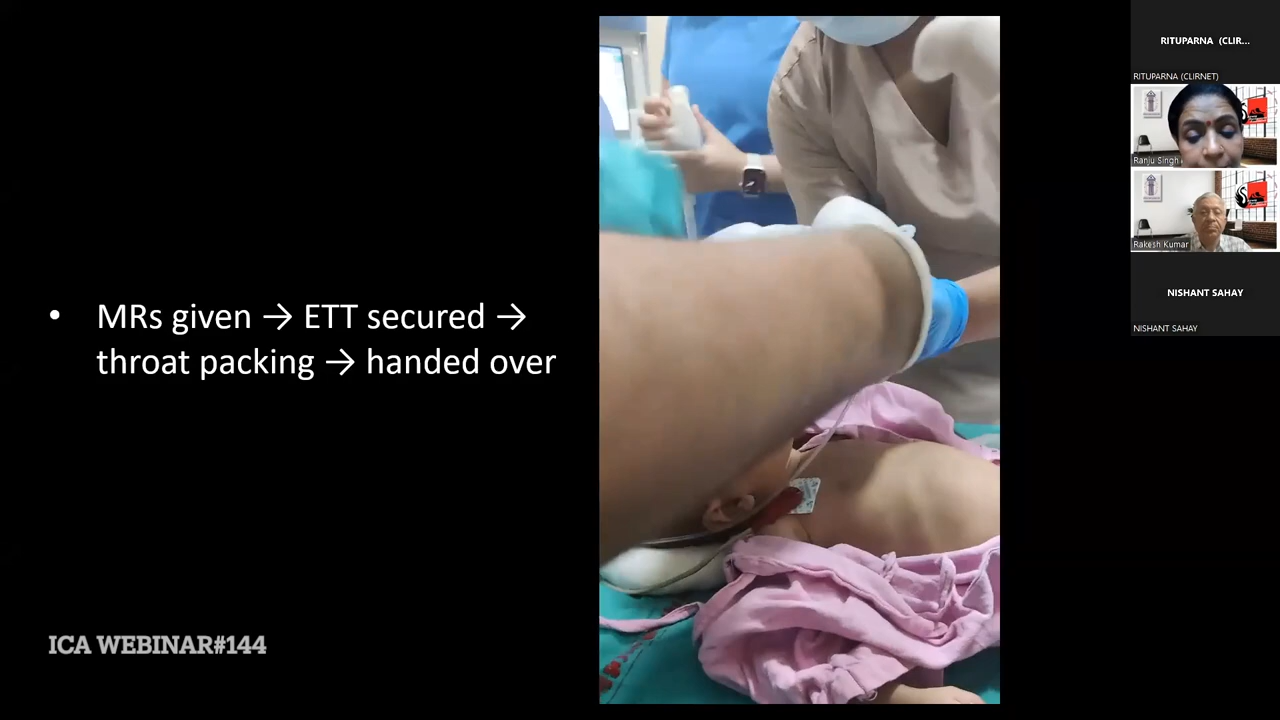 • MRs given → ETT secured →
throat packing → handed over
ICA WEBINAR#144
RITUPARNA (CLIR...
RITUPARNA (CLIRNET)
Ranju Singh
Rakesh Kumar
NISHANT SAHAY
NISHANT SAHAY